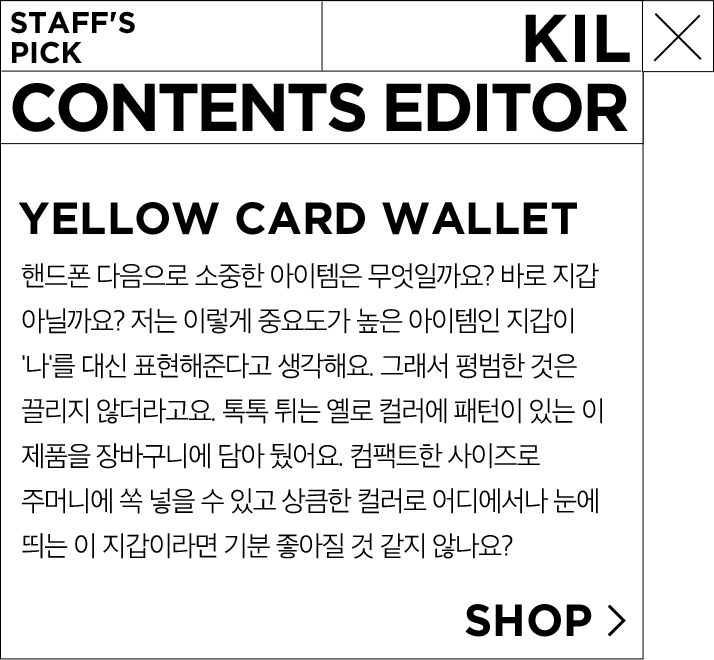 STAFF'S
PICK
KIL
CONTENTS EDITOR
YELLOW CARD WALLET
핸드폰 다음으로 소중한 아이템은 무엇일까요? 바로 지갑
아닐까요? 저는 이렇게 중요도가 높은 아이템인 지갑이
'나'를 대신 표현해준다고 생각해요. 그래서 평범한 것은
끌리지 않더라고요. 톡톡 튀는 옐로 컬러에 패턴이 있는 이
제품을 장바구니에 담아 뒀어요. 컴팩트한 사이즈로
주머니에 쏙 넣을 수 있고 상큼한 컬러로 어디에서나 눈에
띄는 이 지갑이라면 기분 좋아질 것 같지 않나요?
SHOP >